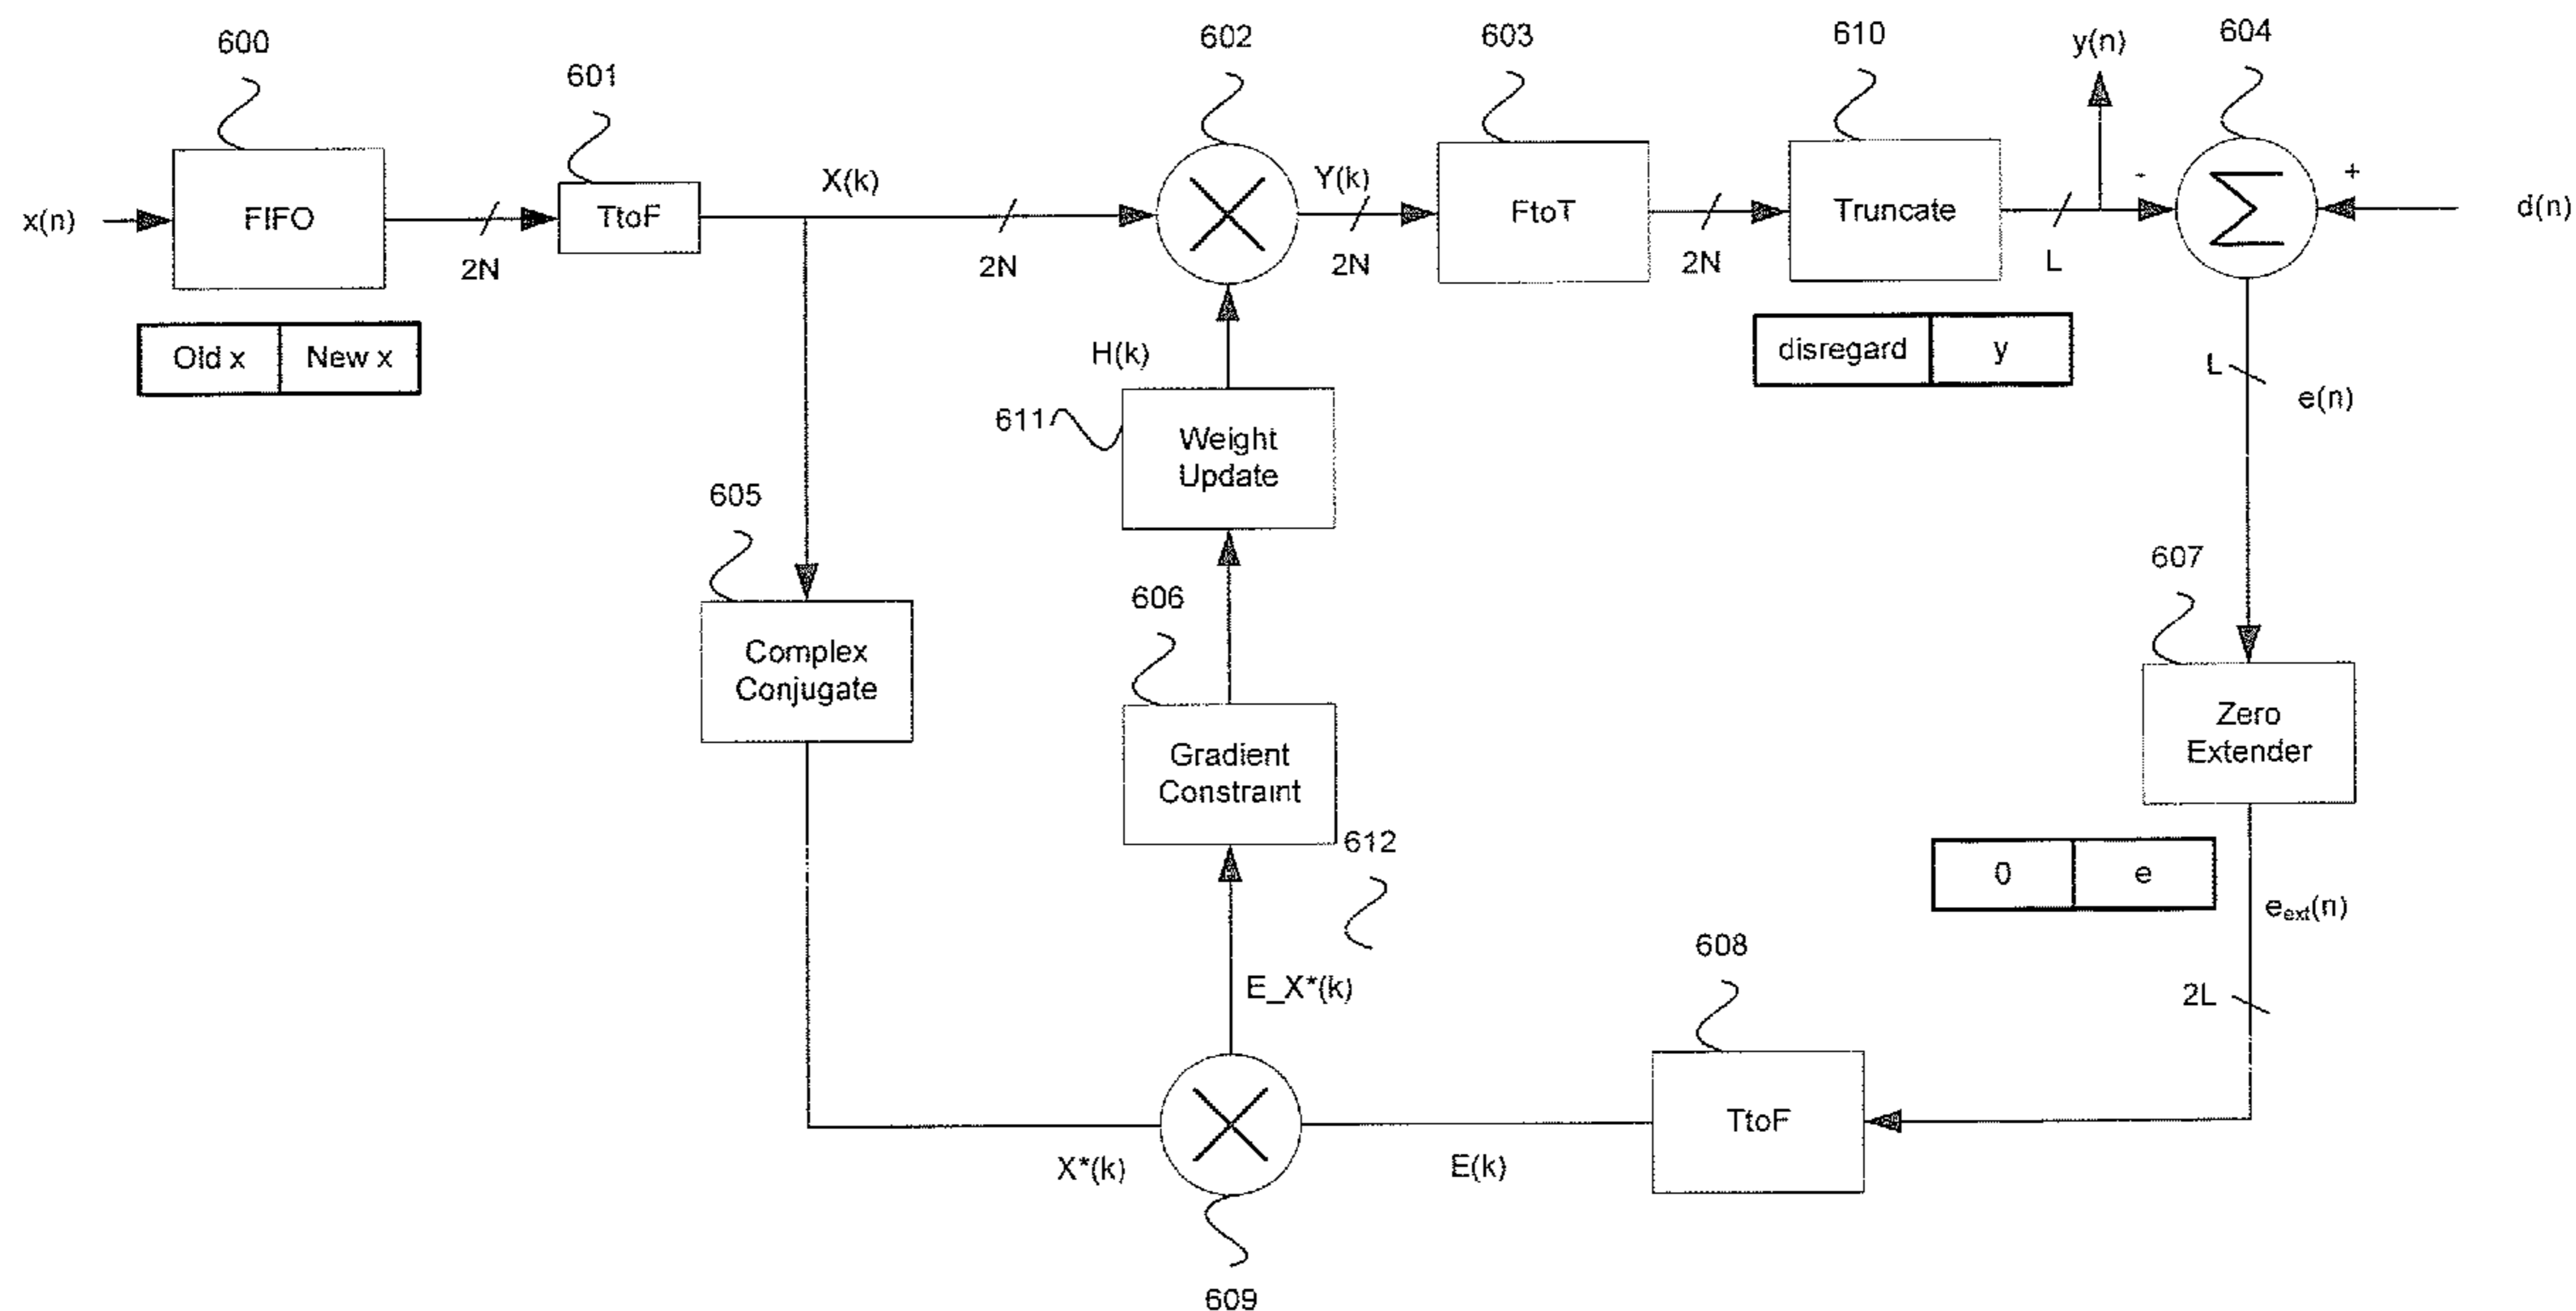 600
601
602
603
610
y(n)
604
x(n)
FIFO
2N
TtoF
X(k)
2N
Y(k)
2N
FtoT
2N
Truncate
L
-
+
d(n)
Old x
New x
disregard
y
H(k)
L
e(n)
611
Weight
Update
605
606
607
Complex
Conjugate
Gradient
Constraint
Zero
Extender
612
0
e
eₑₓₜ(n)
608
E_X*(k)
2L
TtoF
X*(k)
E(k)
609